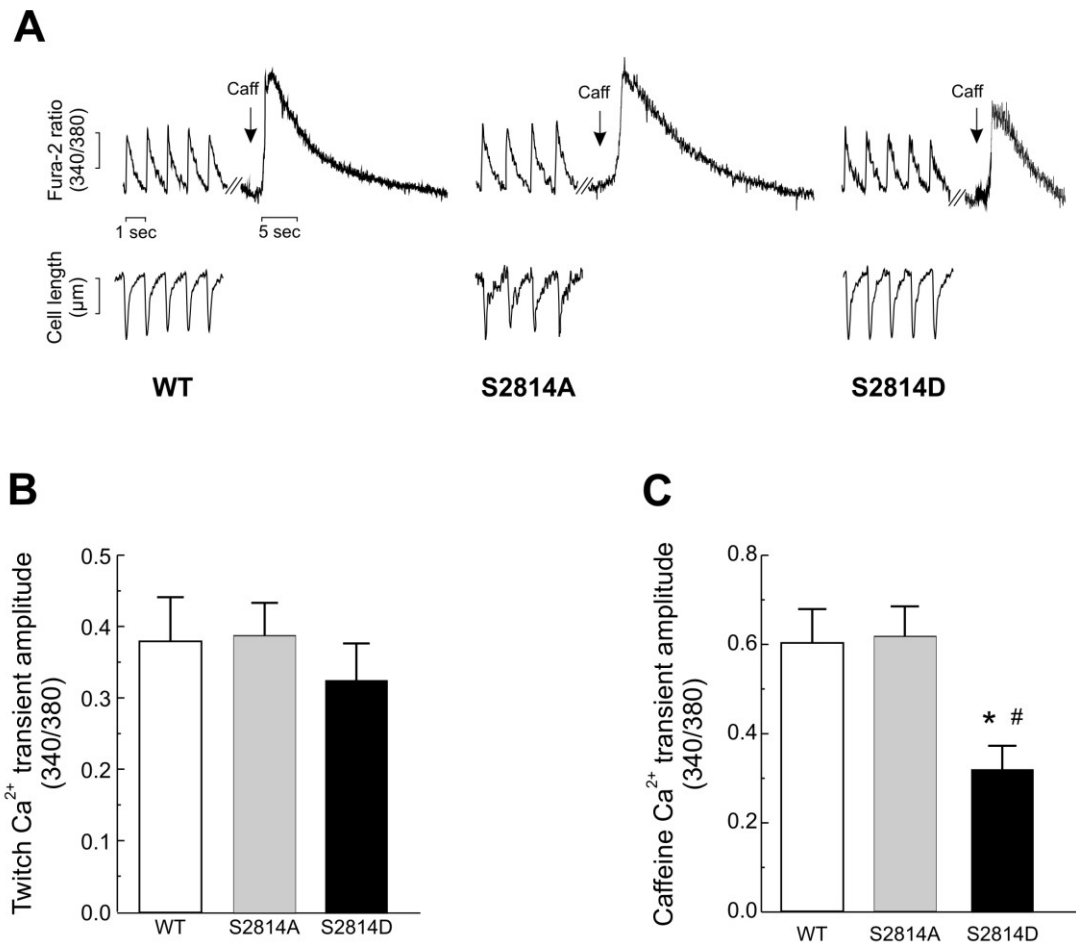 A
Fura-2 ratio
(340/380)
Caff
Caff
Caff
1 sec
5 sec
Cell length
(µm)
WT
S2814A
S2814D
B
Twitch Ca²⁺ transient amplitude
(340/380)
0.5
0.4
0.3
0.2
0.1
0.0
WT
S2814A
S2814D
C
Caffeine Ca²⁺ transient amplitude
(340/380)
0.8
0.6
0.4
0.2
0.0
* #
WT
S2814A
S2814D